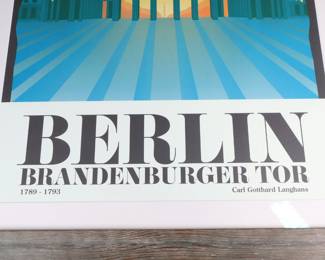 BERLIN
BRANDENBURGER TOR
1789 - 1793 Carl Gotthard Langhans